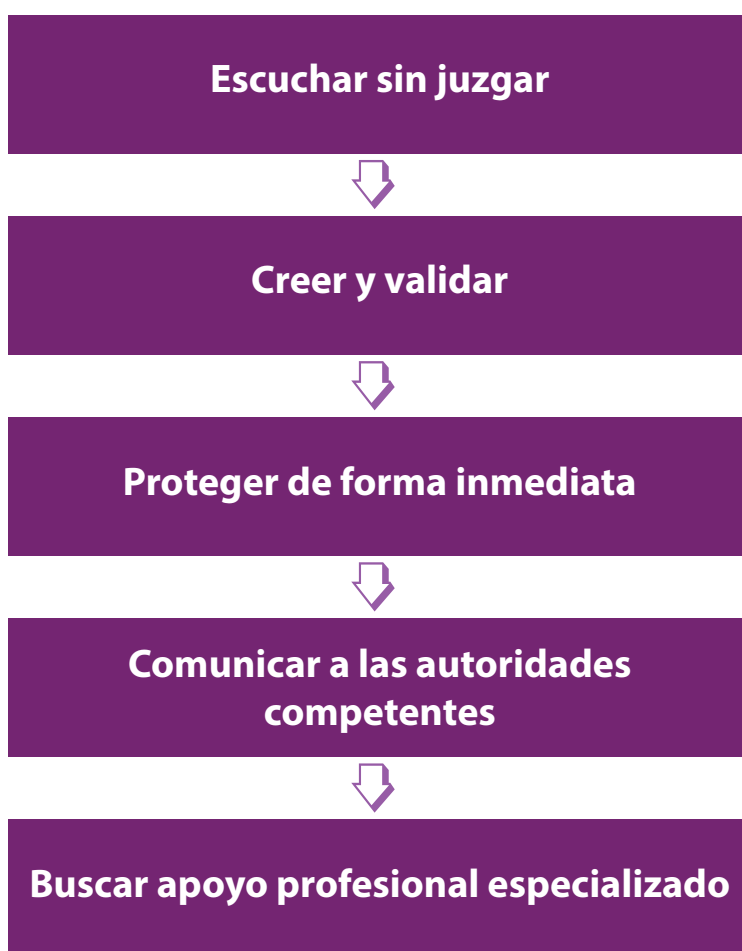 Escuchar sin juzgar
Creer y validar
Proteger de forma inmediata
Comunicar a las autoridades
competentes
Buscar apoyo profesional especializado